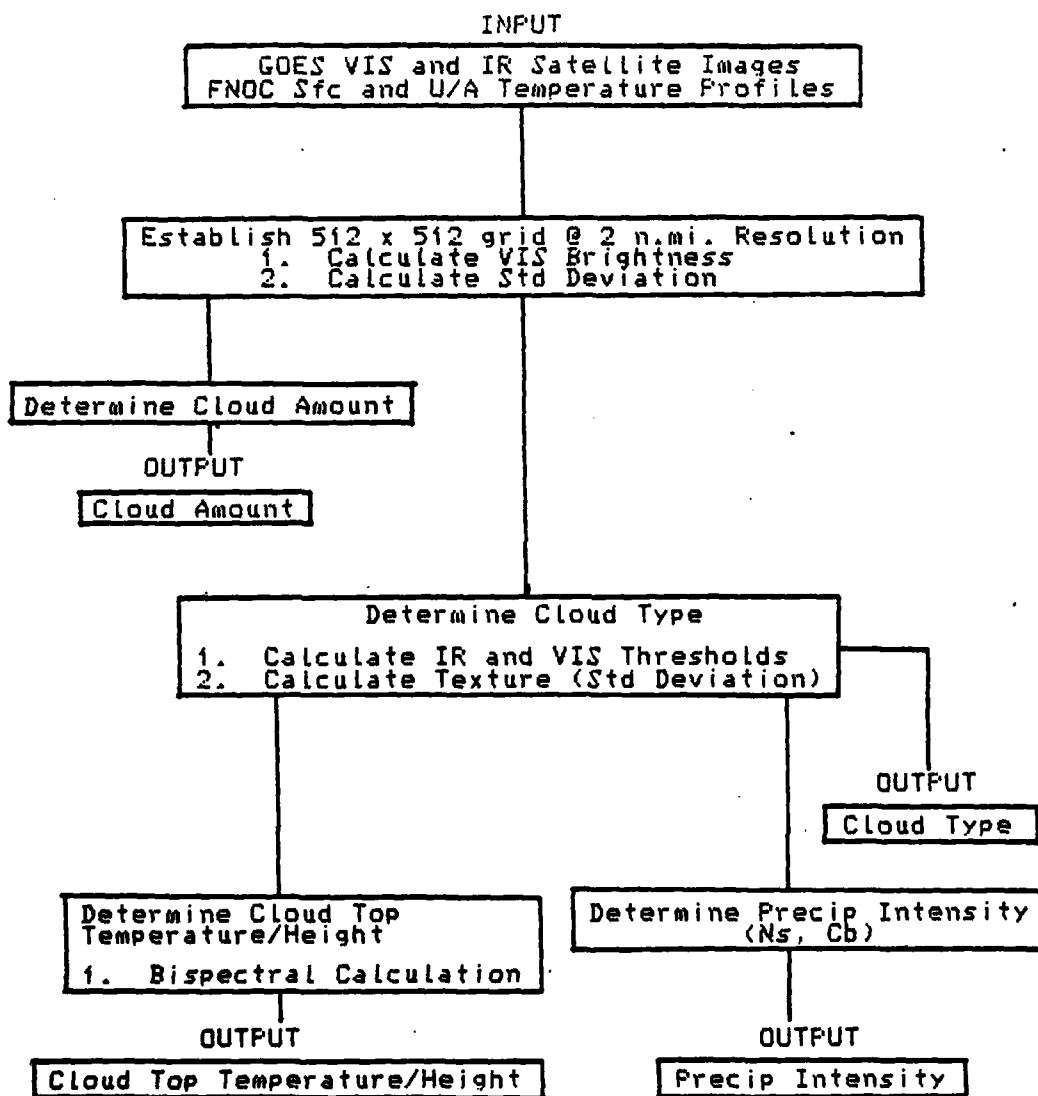 INPUT
GOES VIS and IR Satellite Images
FNOC Sfc and U/A Temperature Profiles
Establish 512 x 512 grid @ 2 n.mi. Resolution
1. Calculate VIS Brightness
2. Calculate Std Deviation
Determine Cloud Amount
OUTPUT
Cloud Amount
Determine Cloud Type
1. Calculate IR and VIS Thresholds
2. Calculate Texture (Std Deviation)
OUTPUT
Cloud Type
Determine Cloud Top
Temperature/Height
1. Bispectral Calculation
OUTPUT
Cloud Top Temperature/Height
Determine Precip Intensity
(Ns, Cb)
OUTPUT
Precip Intensity